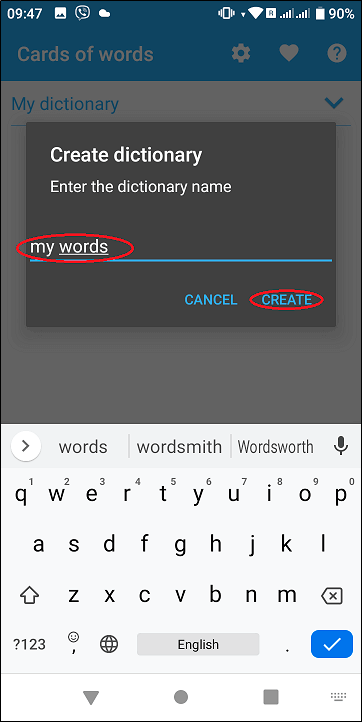 09:47 R 90%
Cards of words ?
My dictionary
Create dictionary
Enter the dictionary name
my words
CANCEL CREATE
words wordsmith Wordsworth
1 2 3 4 5 6 7 8 9 0
q w e r t y u i o p
a s d f g h j k l
z x c v b n m
?123 , English .